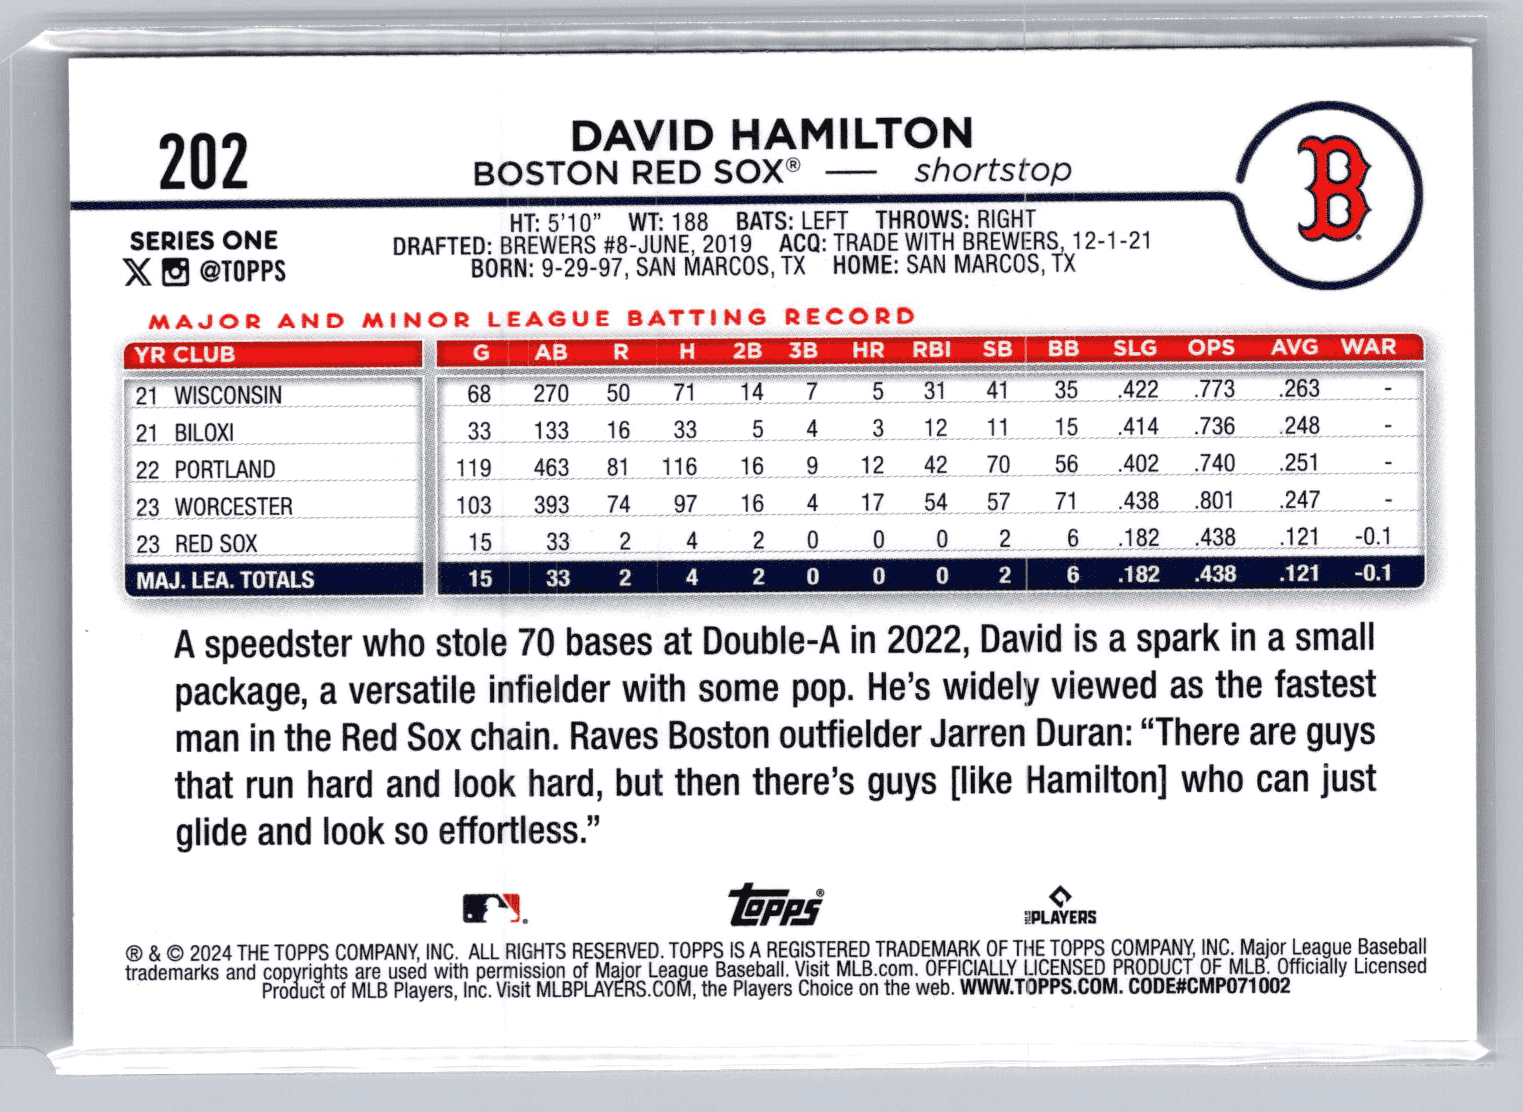 202
DAVID HAMILTON
BOSTON RED SOX® — shortstop
B
SERIES ONE
@TOPPS
HT: 5'10" WT: 188 BATS: LEFT THROWS: RIGHT
DRAFTED: BREWERS #8-JUNE, 2019 ACQ: TRADE WITH BREWERS, 12-1-21
BORN: 9-29-97, SAN MARCOS, TX HOME: SAN MARCOS, TX
MAJOR AND MINOR LEAGUE BATTING RECORD
YR CLUB G AB R H 2B 3B HR RBI SB BB SLG OPS AVG WAR
21 WISCONSIN 68 270 50 71 14 7 5 31 41 35 .422 .773 .263 -
21 BILOXI 33 133 16 33 5 4 3 12 11 15 .414 .736 .248 -
22 PORTLAND 119 463 81 116 16 9 12 42 70 56 .402 .740 .251 -
23 WORCESTER 103 393 74 97 16 4 17 54 57 71 .438 .801 .247 -
23 RED SOX 15 33 2 4 2 0 0 0 2 6 .182 .438 .121 -0.1
MAJ. LEA. TOTALS 15 33 2 4 2 0 0 0 2 6 .182 .438 .121 -0.1
A speedster who stole 70 bases at Double-A in 2022, David is a spark in a small
package, a versatile infielder with some pop. He's widely viewed as the fastest
man in the Red Sox chain. Raves Boston outfielder Jarren Duran: “There are guys
that run hard and look hard, but then there's guys [like Hamilton] who can just
glide and look so effortless.”
Topps®
MLB PLAYERS
® & © 2024 THE TOPPS COMPANY, INC. ALL RIGHTS RESERVED. TOPPS IS A REGISTERED TRADEMARK OF THE TOPPS COMPANY, INC. Major League Baseball
trademarks and copyrights are used with permission of Major League Baseball. Visit MLB.com. OFFICIALLY LICENSED PRODUCT OF MLB. Officially Licensed
Product of MLB Players, Inc. Visit MLBPLAYERS.COM, the Players Choice on the web. WWW.TOPPS.COM. CODE#CMP071002